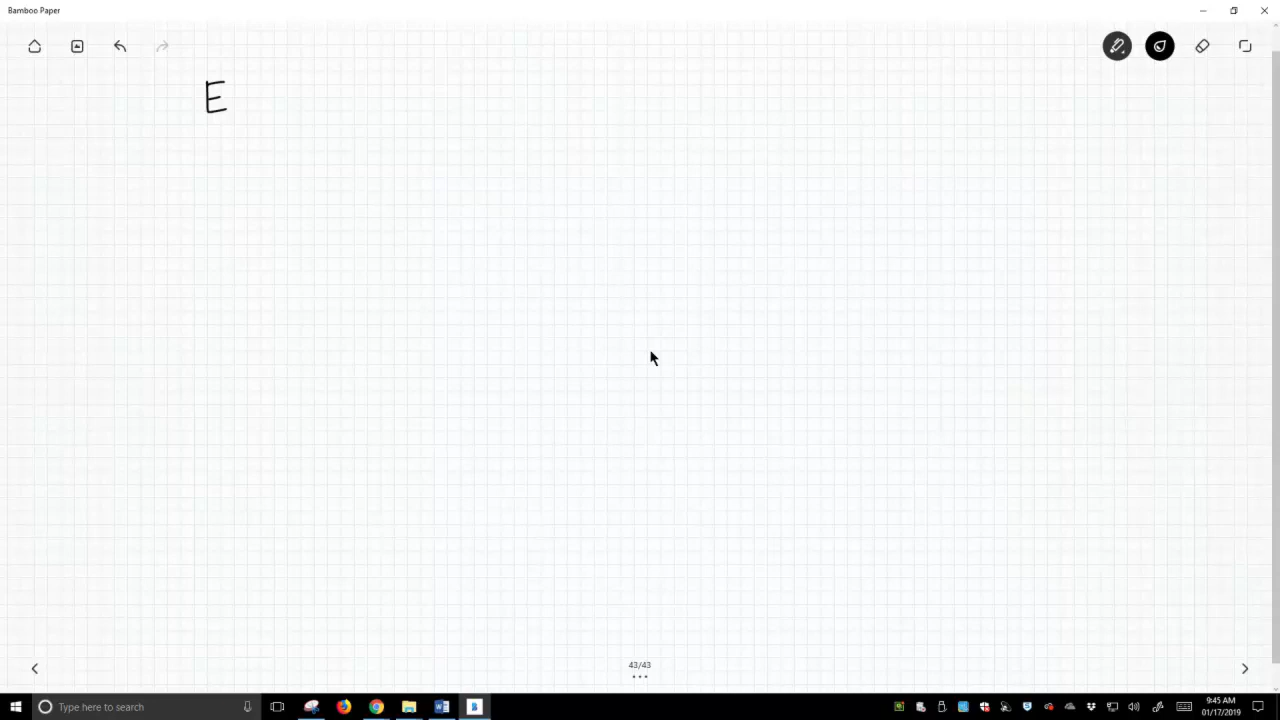 Bamboo Paper
E
43/43
Type here to search
9:45 AM
01/17/2019